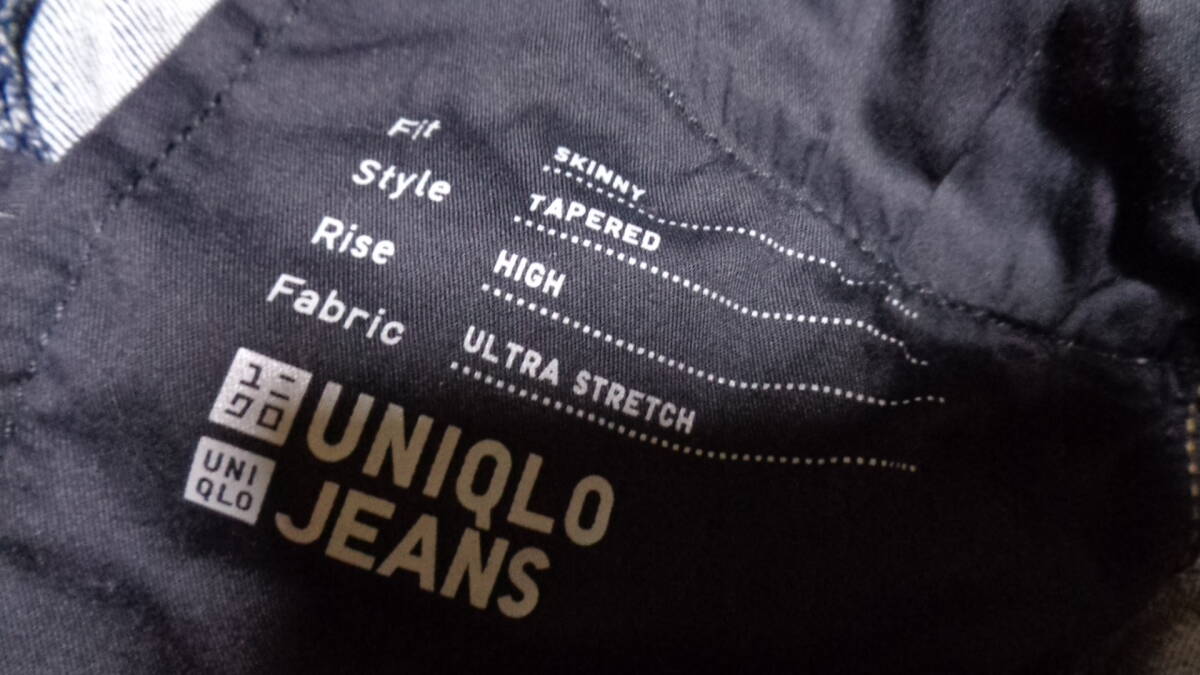 Fit SKINNY
Style TAPERED
Rise HIGH
Fabric ULTRA STRETCH
ユニ
クロ
UNI
QLO
UNIQLO
JEANS